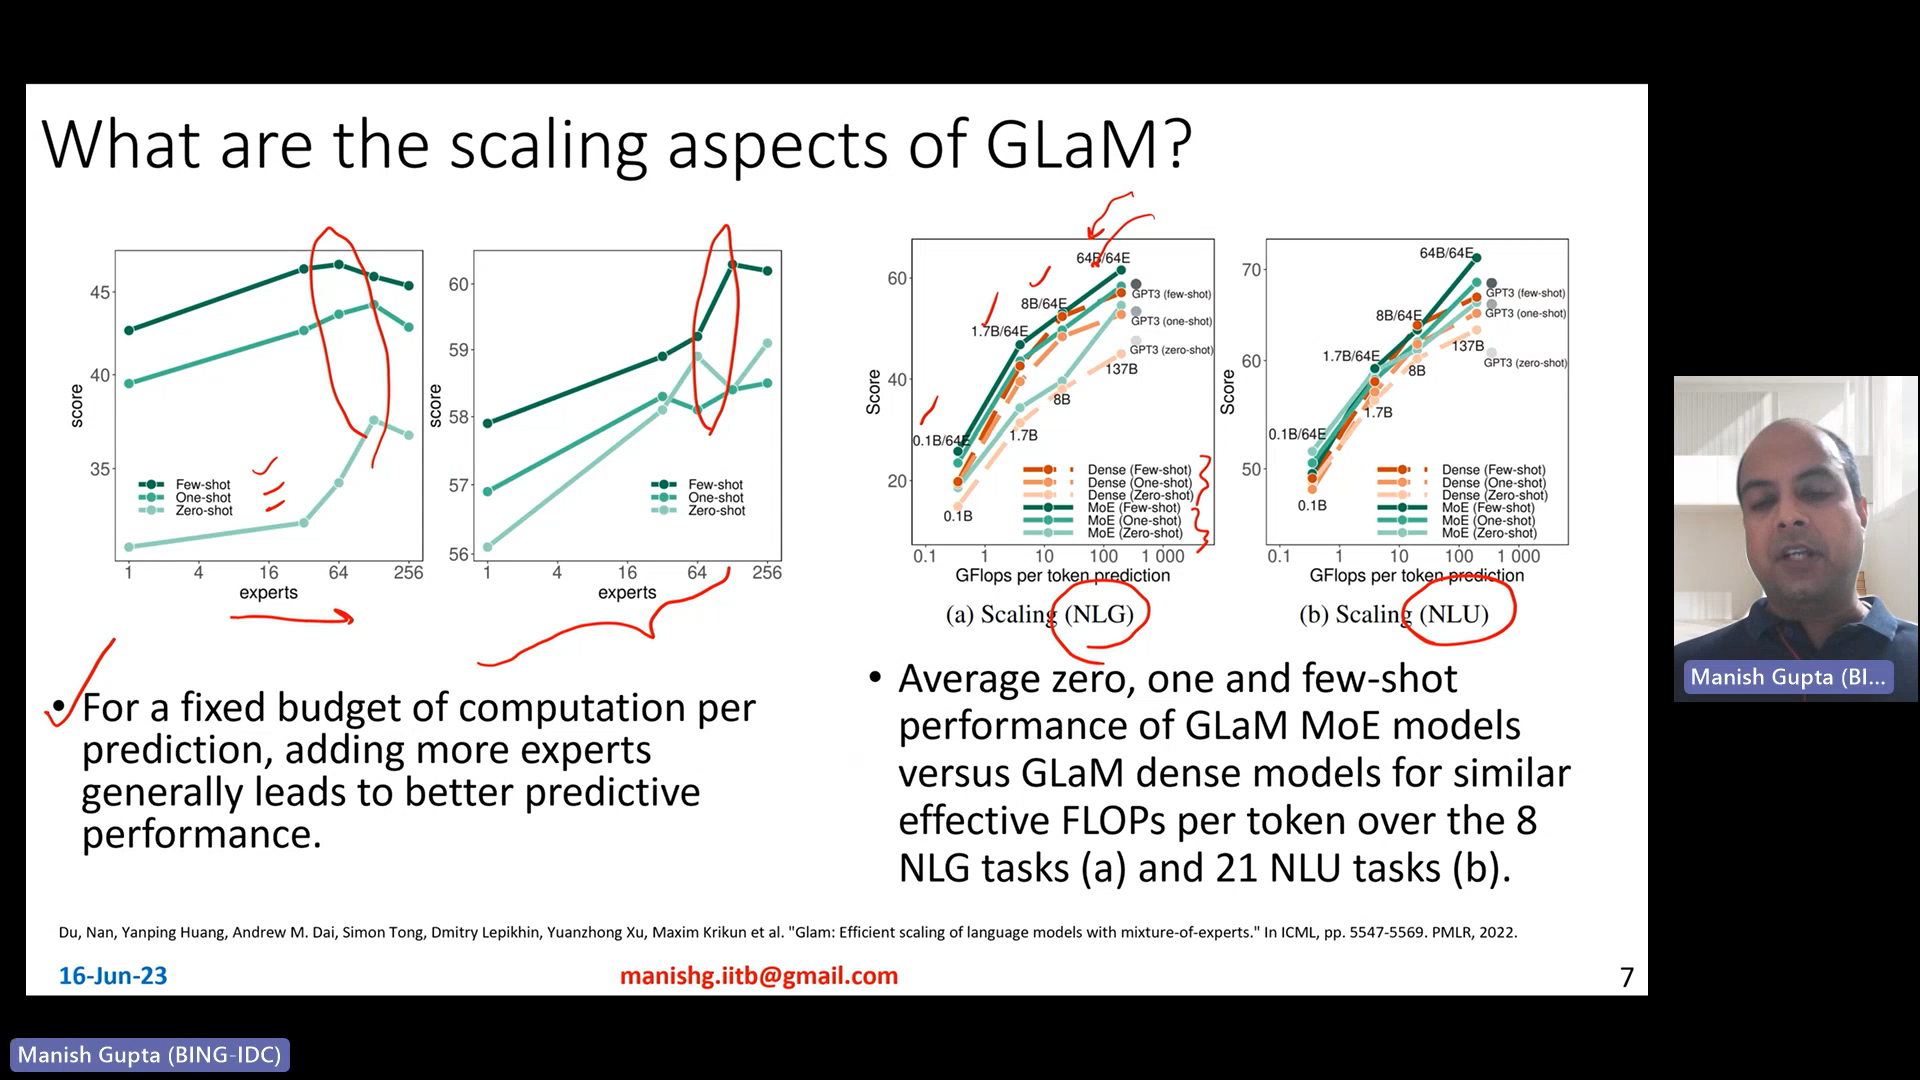 What are the scaling aspects of GLaM?
45
40
35
score
Few-shot
One-shot
Zero-shot
1 4 16 64 256
experts
60
59
58
57
56
score
Few-shot
One-shot
Zero-shot
1 4 16 64 256
experts
60
40
20
Score
64B/64E
8B/64E
1.7B/64E
0.1B/64E
GPT3 (few-shot)
GPT3 (one-shot)
GPT3 (zero-shot)
137B
8B
1.7B
0.1B
Dense (Few-shot)
Dense (One-shot)
Dense (Zero-shot)
MoE (Few-shot)
MoE (One-shot)
MoE (Zero-shot)
0.1 1 10 100 1 000
GFlops per token prediction
(a) Scaling (NLG)
70
60
50
Score
64B/64E
8B/64E
1.7B/64E
0.1B/64E
GPT3 (few-shot)
GPT3 (one-shot)
GPT3 (zero-shot)
137B
8B
1.7B
0.1B
Dense (Few-shot)
Dense (One-shot)
Dense (Zero-shot)
MoE (Few-shot)
MoE (One-shot)
MoE (Zero-shot)
0.1 1 10 100 1 000
GFlops per token prediction
(b) Scaling (NLU)
• For a fixed budget of computation per
prediction, adding more experts
generally leads to better predictive
performance.
• Average zero, one and few-shot
performance of GLaM MoE models
versus GLaM dense models for similar
effective FLOPs per token over the 8
NLG tasks (a) and 21 NLU tasks (b).
Du, Nan, Yanping Huang, Andrew M. Dai, Simon Tong, Dmitry Lepikhin, Yuanzhong Xu, Maxim Krikun et al. "Glam: Efficient scaling of language models with mixture-of-experts." In ICML, pp. 5547-5569. PMLR, 2022.
16-Jun-23
manishg.iitb@gmail.com
7
Manish Gupta (BI...
Manish Gupta (BING-IDC)